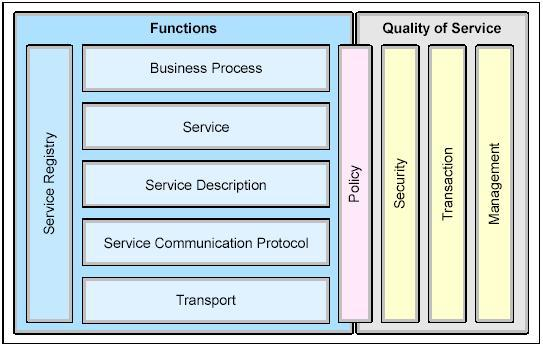 Functions
Quality of Service
Service Registry
Business Process
Service
Service Description
Service Communication Protocol
Transport
Policy
Security
Transaction
Management